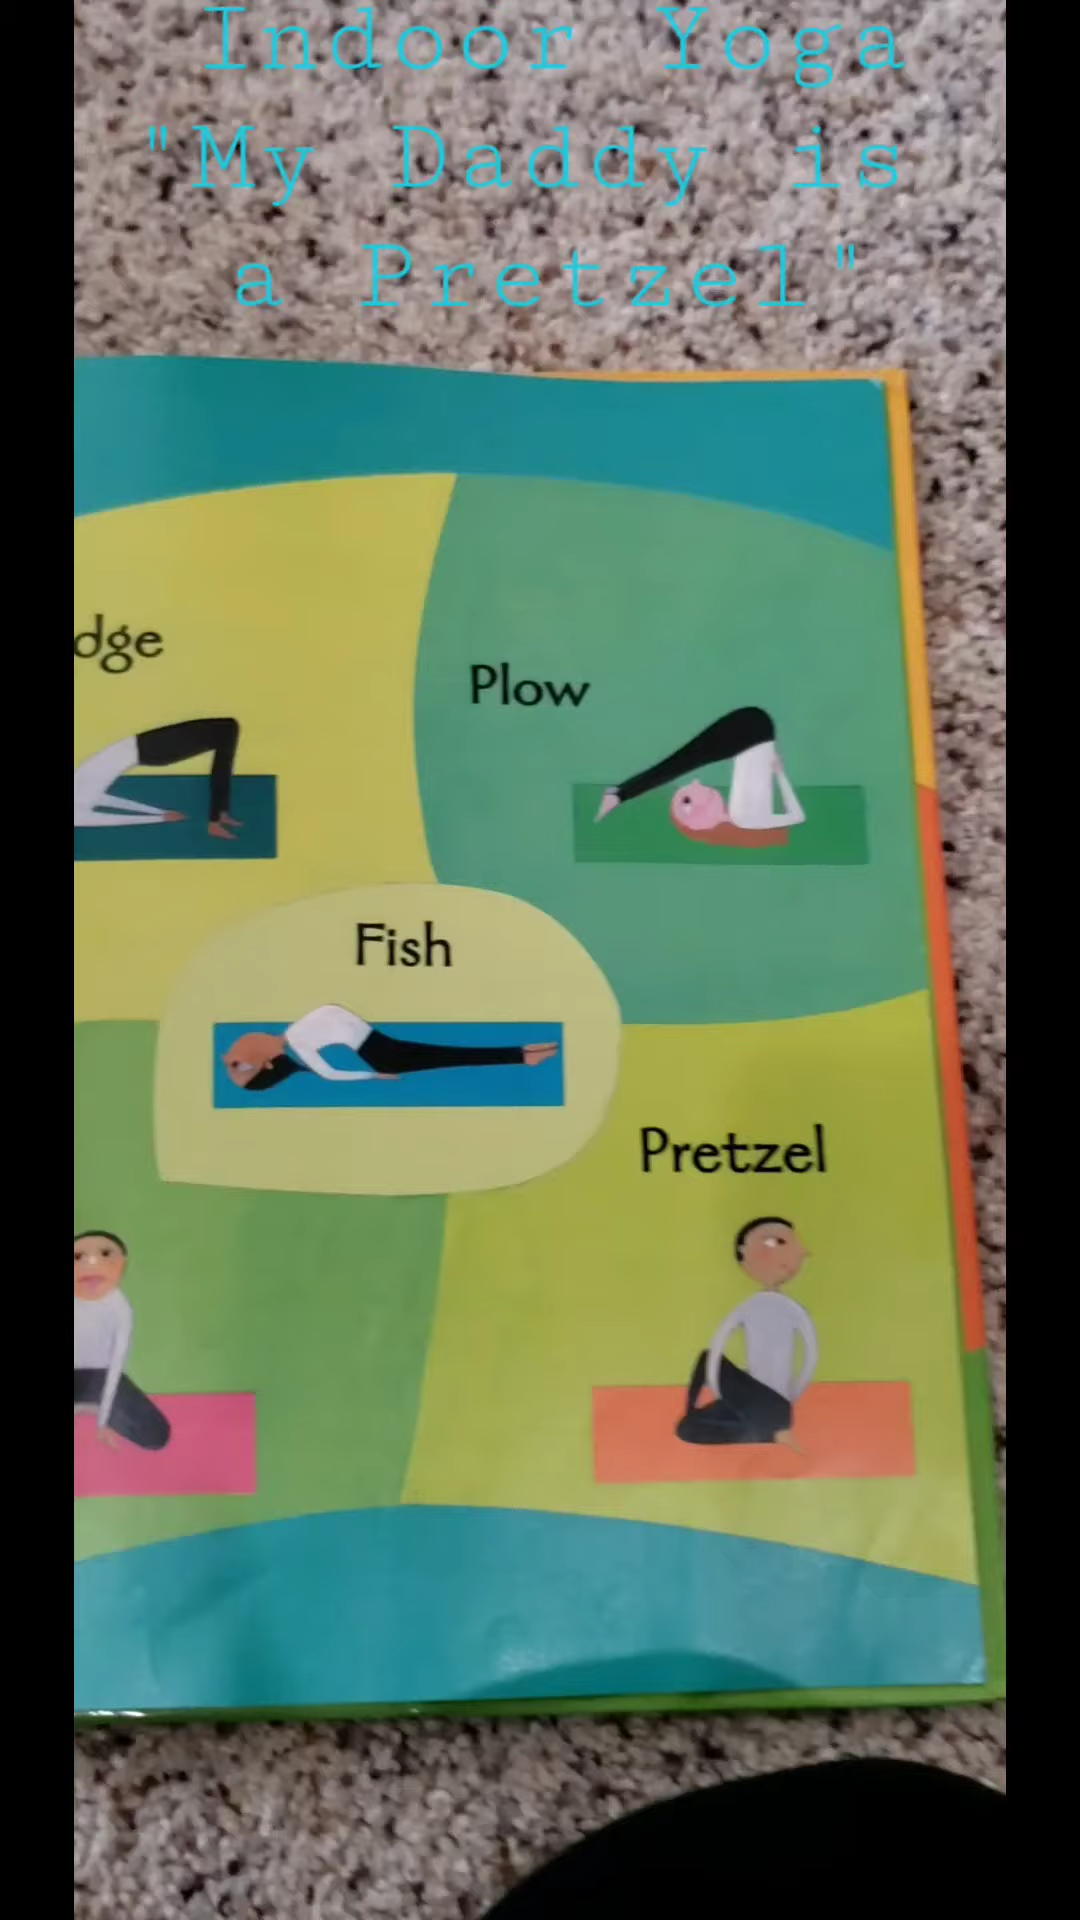 Indoor Yoga
"My Daddy is
a Pretzel"
dge
Plow
Fish
Pretzel